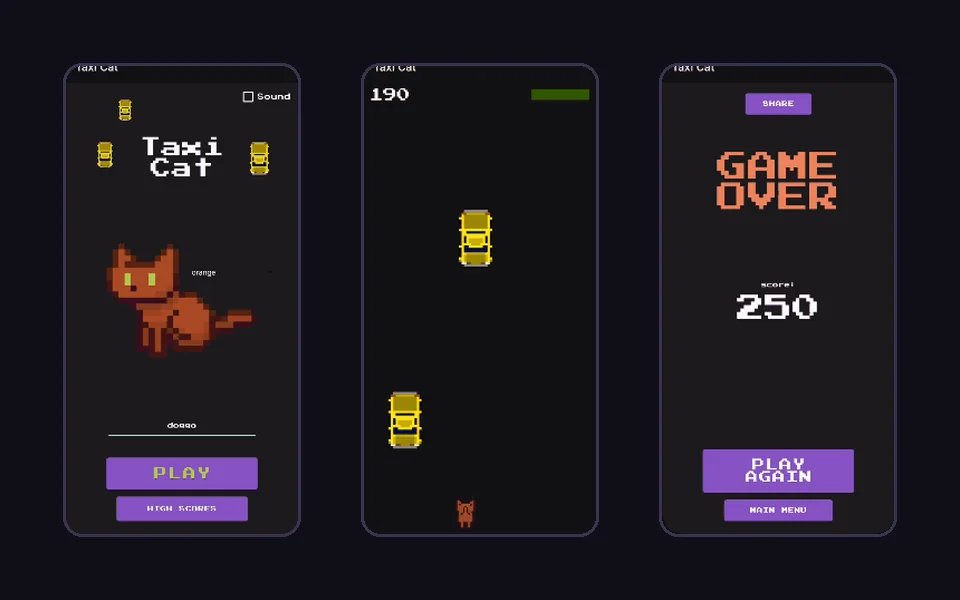 Taxi Cat
Sound
Taxi
Cat
orange
doggo
PLAY
HIGH SCORES
Taxi Cat
190
Taxi Cat
SHARE
GAME
OVER
score!
250
PLAY
AGAIN
MAIN MENU